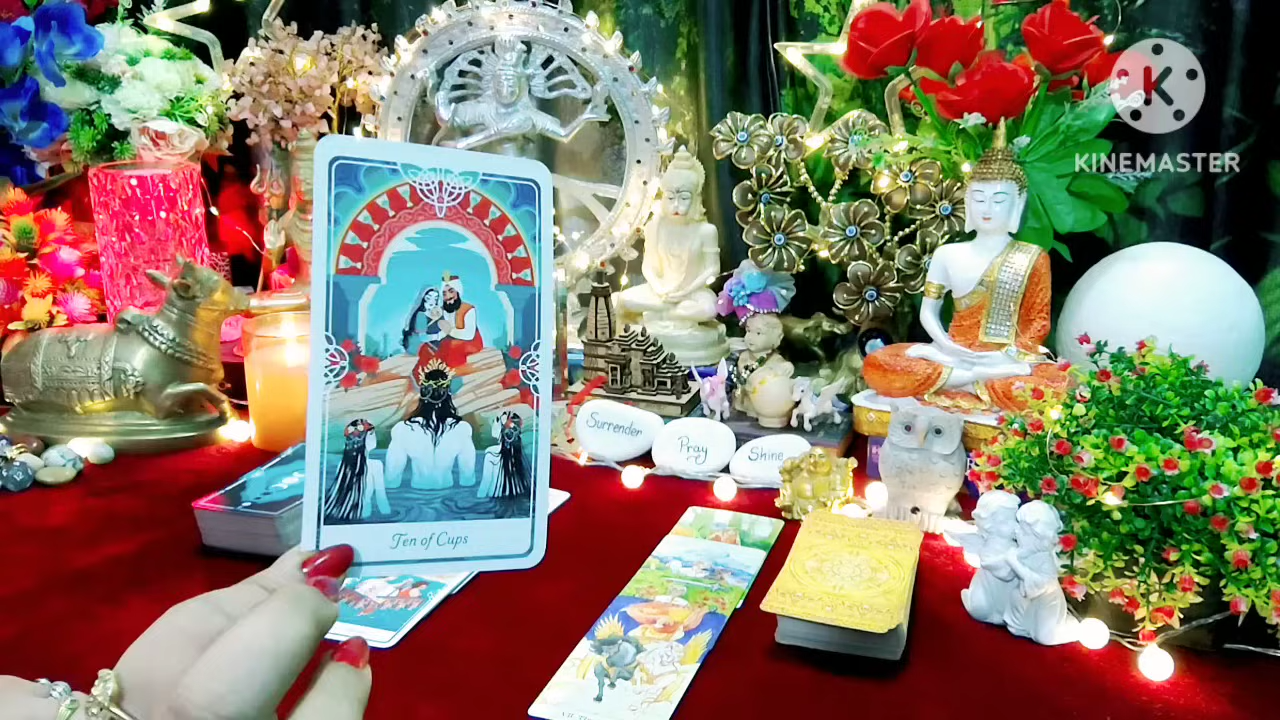 K
KINEMASTER
Ten of Cups
Surrender
Pray
Shine